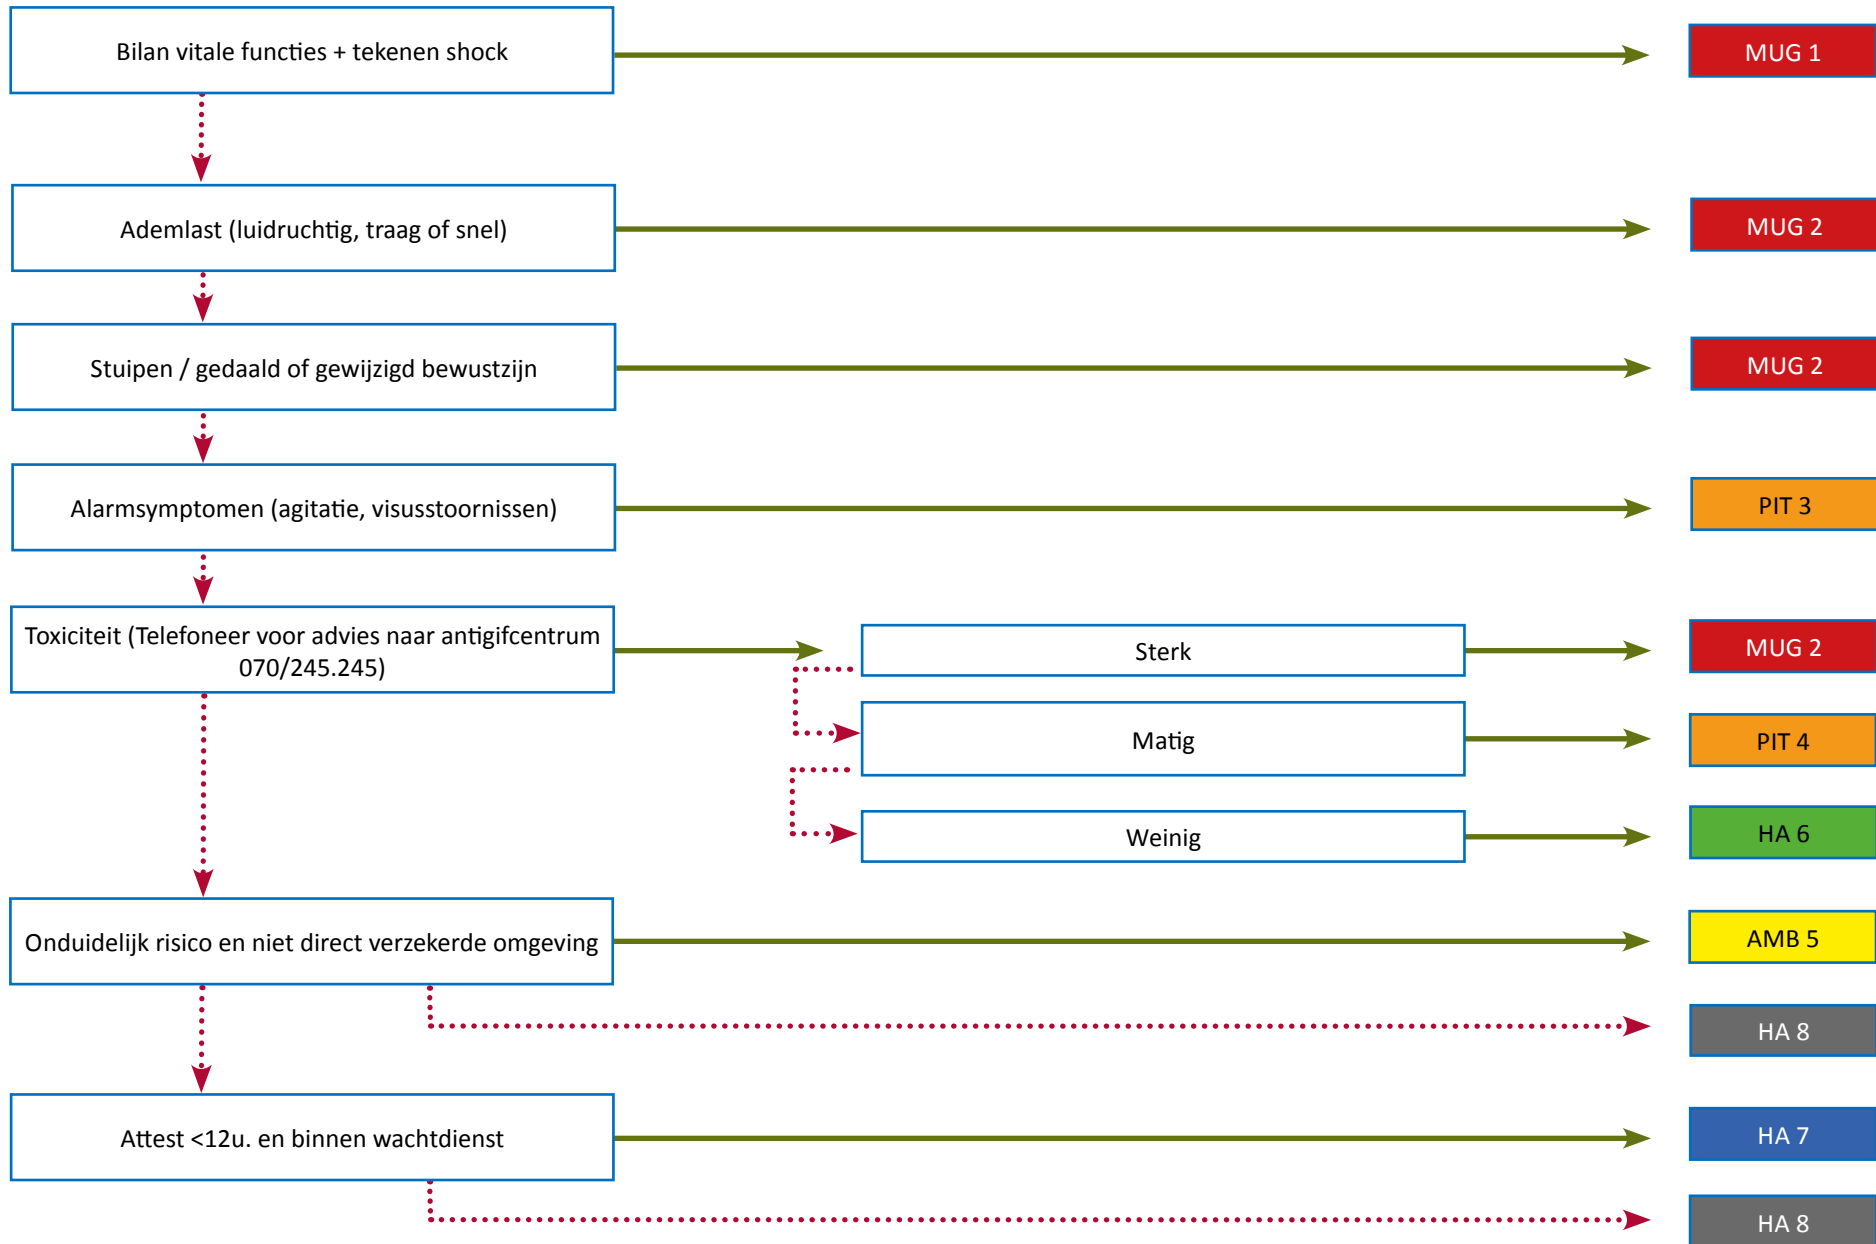 Bilan vitale functies + tekenen shock
MUG 1
Ademlast (luidruchtig, traag of snel)
MUG 2
Stuipen / gedaald of gewijzigd bewustzijn
MUG 2
Alarmsymptomen (agitatie, visusstoornissen)
PIT 3
Toxiciteit (Telefoneer voor advies naar antigifcentrum
070/245.245)
Sterk
MUG 2
Matig
PIT 4
Weinig
HA 6
Onduidelijk risico en niet direct verzekerde omgeving
AMB 5
HA 8
Attest <12u. en binnen wachtdienst
HA 7
HA 8